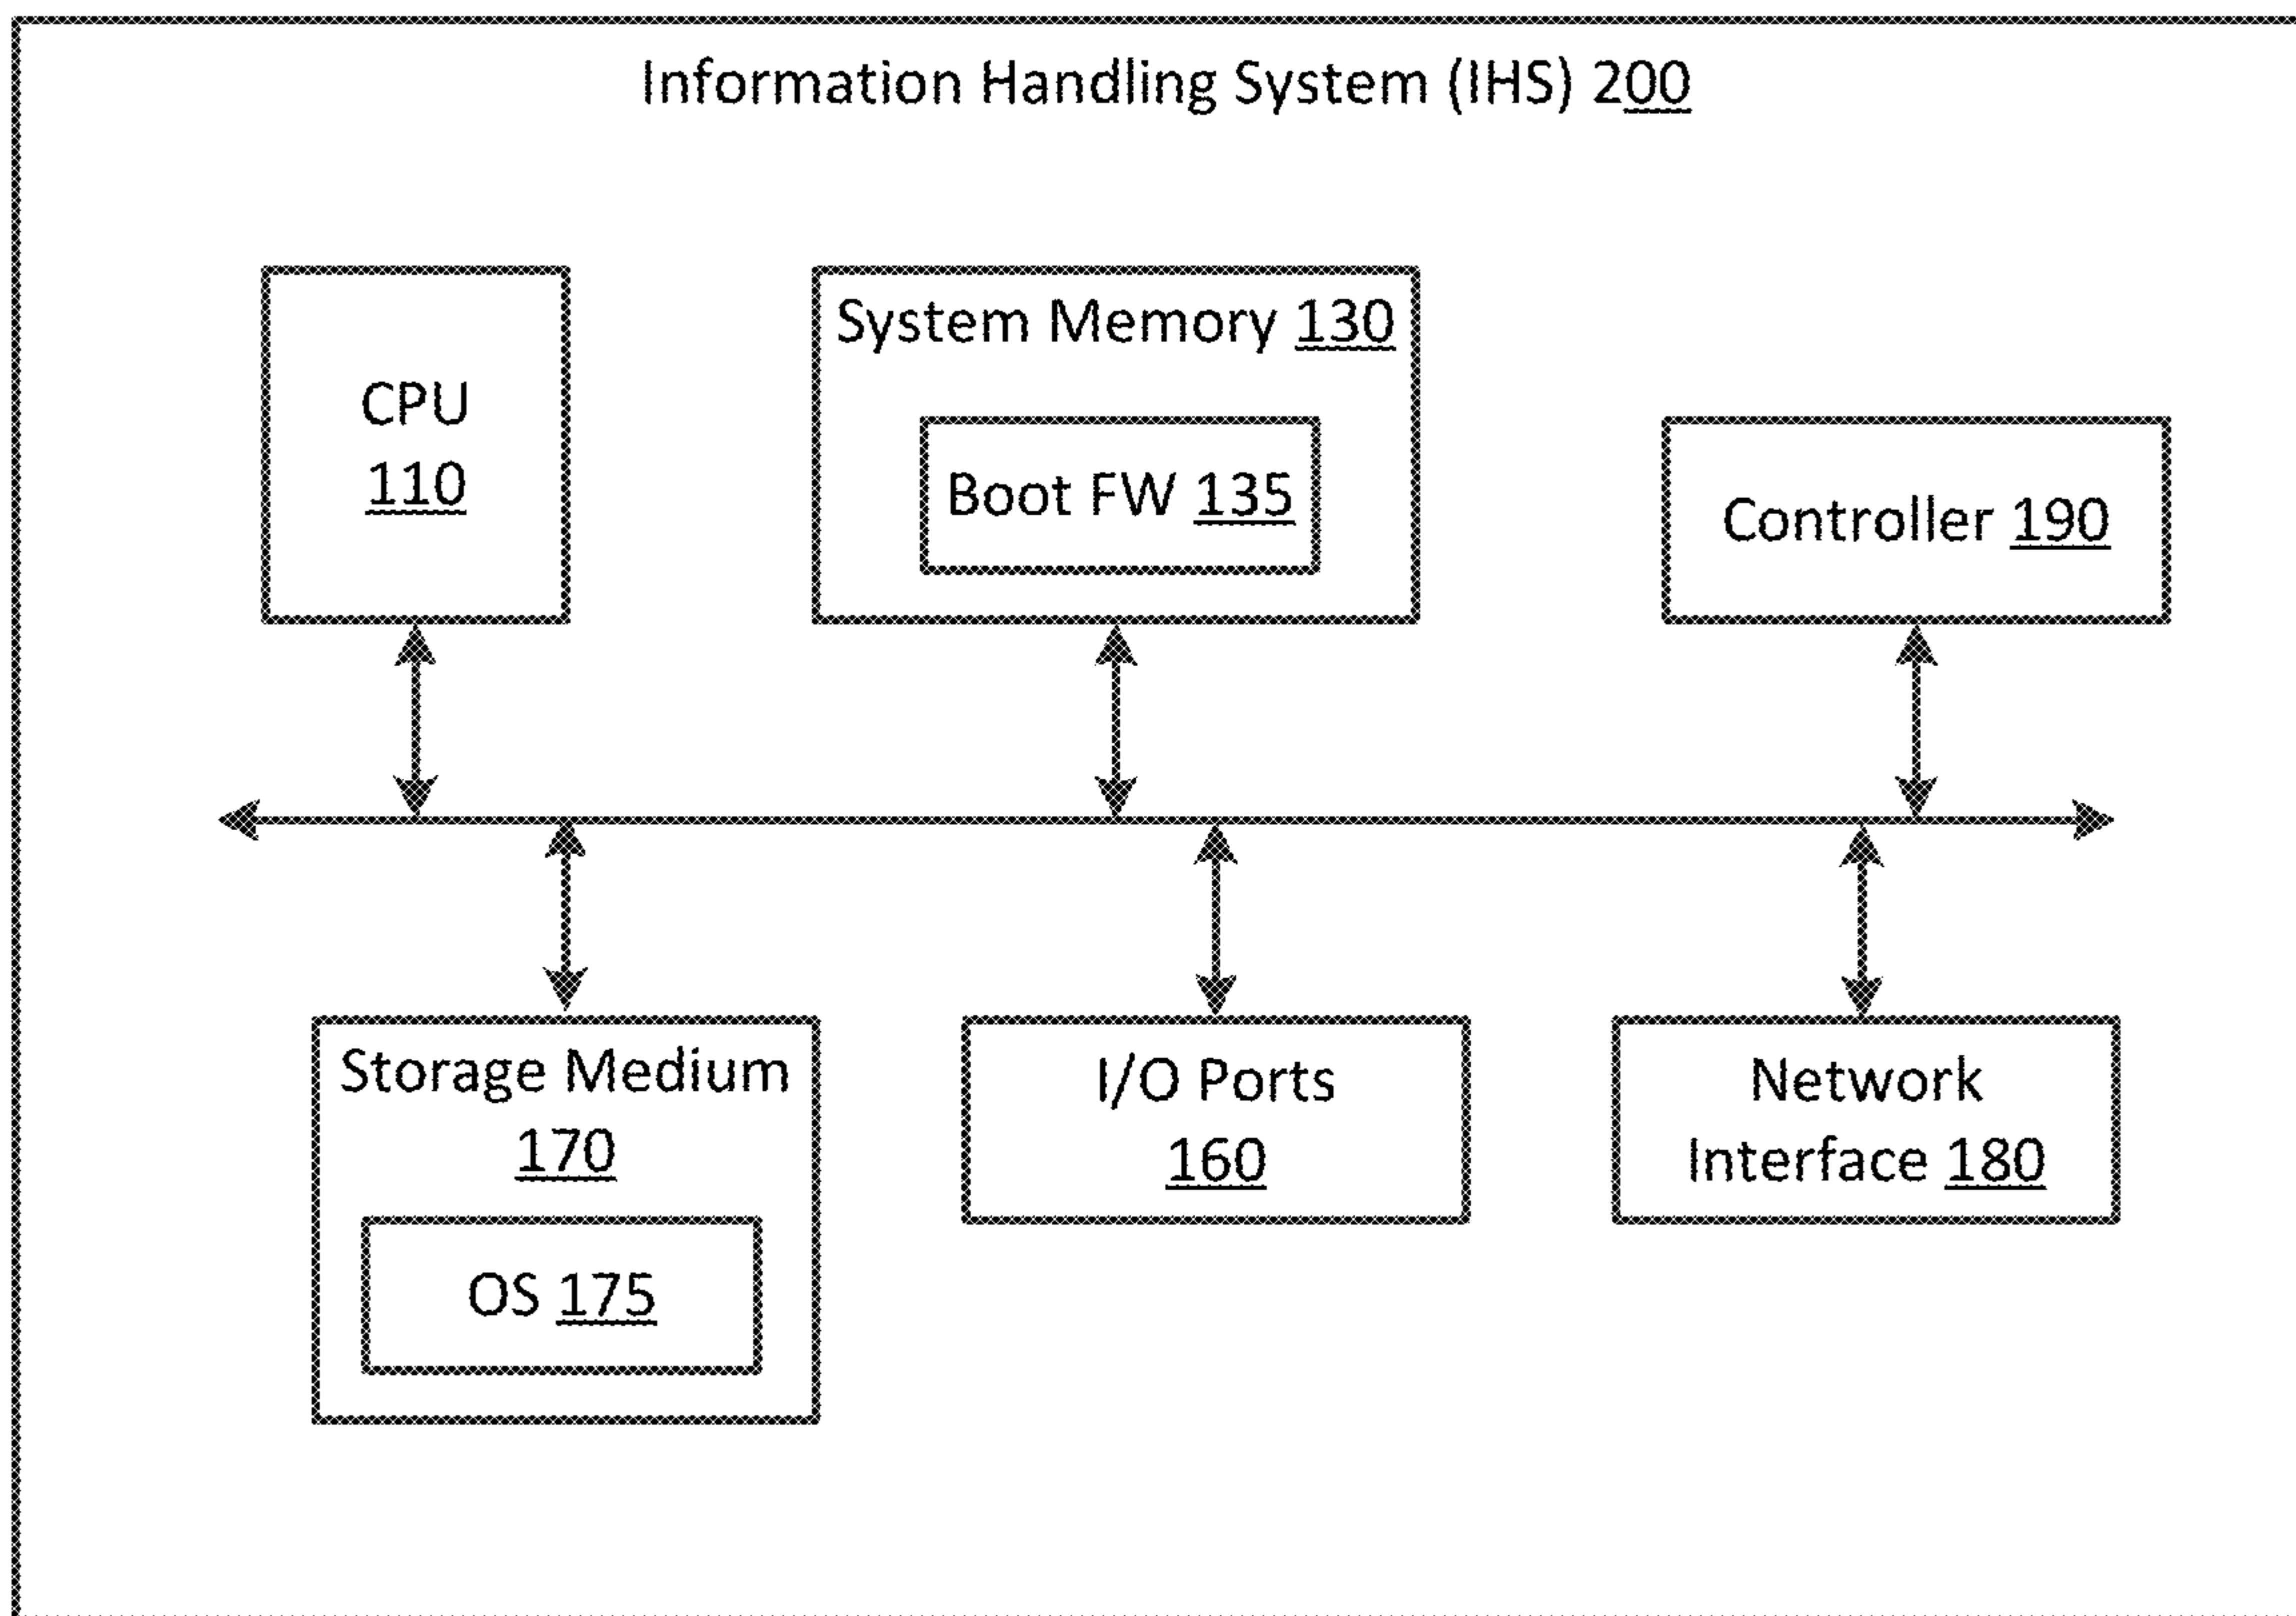 Information Handling System (IHS) 200
CPU
110
System Memory 130
Boot FW 135
Controller 190
Storage Medium
170
OS 175
I/O Ports
160
Network
Interface 180